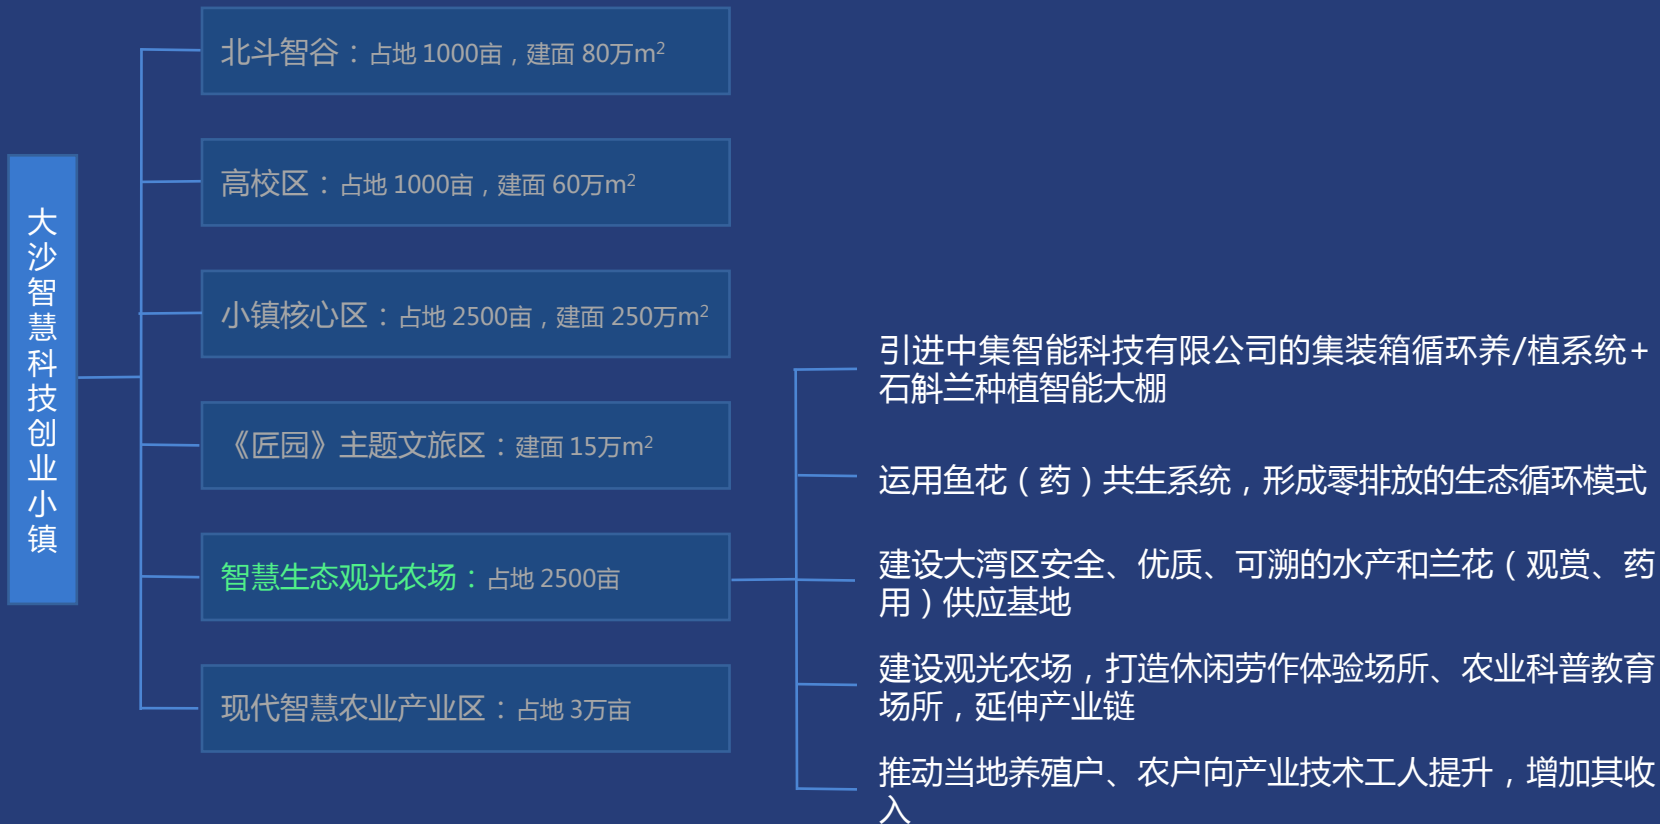 大沙智慧科技创业小镇
北斗智谷：占地 1000亩，建面 80万m²
高校区：占地 1000亩，建面 60万m²
小镇核心区：占地 2500亩，建面 250万m²
《匠园》主题文旅区：建面 15万m²
智慧生态观光农场：占地 2500亩
现代智慧农业产业区：占地 3万亩
引进中集智能科技有限公司的集装箱循环养/植系统+
石斛兰种植智能大棚
运用鱼花（药）共生系统，形成零排放的生态循环模式
建设大湾区安全、优质、可溯的水产和兰花（观赏、药
用）供应基地
建设观光农场，打造休闲劳作体验场所、农业科普教育
场所，延伸产业链
推动当地养殖户、农户向产业技术工人提升，增加其收
入